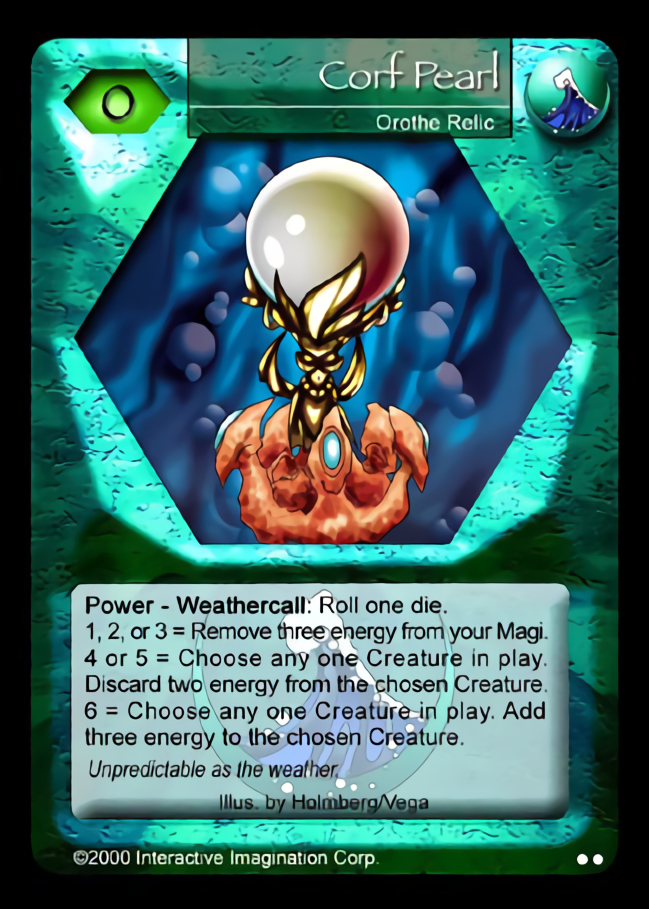 0
Corf Pearl
Orothe Relic
Power - Weathercall: Roll one die.
1, 2, or 3 = Remove three energy from your Magi.
4 or 5 = Choose any one Creature in play.
Discard two energy from the chosen Creature.
6 = Choose any one Creature in play. Add
three energy to the chosen Creature.
Unpredictable as the weather.
Illus. by Holmberg/Vega
©2000 Interactive Imagination Corp.